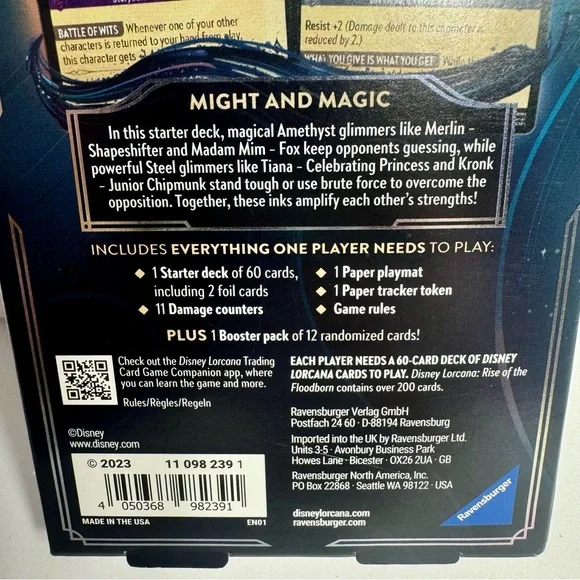 BATTLE OF WITS Whenever one of your other
characters is returned to your hand from play,
this character gets
Resist +2 (Damage dealt to this character is
reduced by 2.)
WHAT YOU GIVE IS WHAT YOU GET
MIGHT AND MAGIC
In this starter deck, magical Amethyst glimmers like Merlin –
Shapeshifter and Madam Mim – Fox keep opponents guessing, while
powerful Steel glimmers like Tiana – Celebrating Princess and Kronk
– Junior Chipmunk stand tough or use brute force to overcome the
opposition. Together, these inks amplify each other's strengths!
INCLUDES EVERYTHING ONE PLAYER NEEDS TO PLAY:
◆ 1 Starter deck of 60 cards,
including 2 foil cards
◆ 11 Damage counters
◆ 1 Paper playmat
◆ 1 Paper tracker token
◆ Game rules
PLUS 1 Booster pack of 12 randomized cards!
Check out the Disney Lorcana Trading
Card Game Companion app, where
you can learn the game and more.
Rules/Règles/Regeln
©Disney
www.disney.com
© 2023 11 098 239 1
4 050368 982391
MADE IN THE USA EN01
EACH PLAYER NEEDS A 60-CARD DECK OF DISNEY
LORCANA CARDS TO PLAY. Disney Lorcana: Rise of the
Floodborn contains over 200 cards.
Ravensburger Verlag GmbH
Postfach 24 60 · D-88194 Ravensburg
Imported into the UK by Ravensburger Ltd.
Units 3-5 · Avonbury Business Park
Howes Lane · Bicester · OX26 2UA · GB
Ravensburger North America, Inc.
PO Box 22868 · Seattle WA 98122 · USA
disneylorcana.com
ravensburger.com
Ravensburger